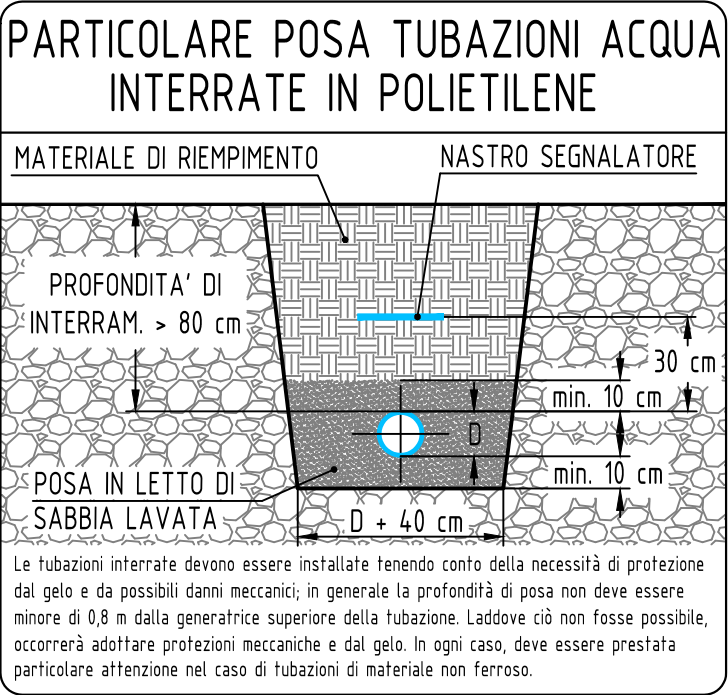 PARTICOLARE POSA TUBAZIONI ACQUA
INTERRATE IN POLIETILENE
MATERIALE DI RIEMPIMENTO
NASTRO SEGNALATORE
PROFONDITA' DI
INTERRAM. > 80 cm
30 cm
min. 10 cm
D
min. 10 cm
POSA IN LETTO DI
SABBIA LAVATA
D + 40 cm
Le tubazioni interrate devono essere installate tenendo conto della necessità di protezione
dal gelo e da possibili danni meccanici; in generale la profondità di posa non deve essere
minore di 0,8 m dalla generatrice superiore della tubazione. Laddove ciò non fosse possibile,
occorrerà adottare protezioni meccaniche e dal gelo. In ogni caso, deve essere prestata
particolare attenzione nel caso di tubazioni di materiale non ferroso.